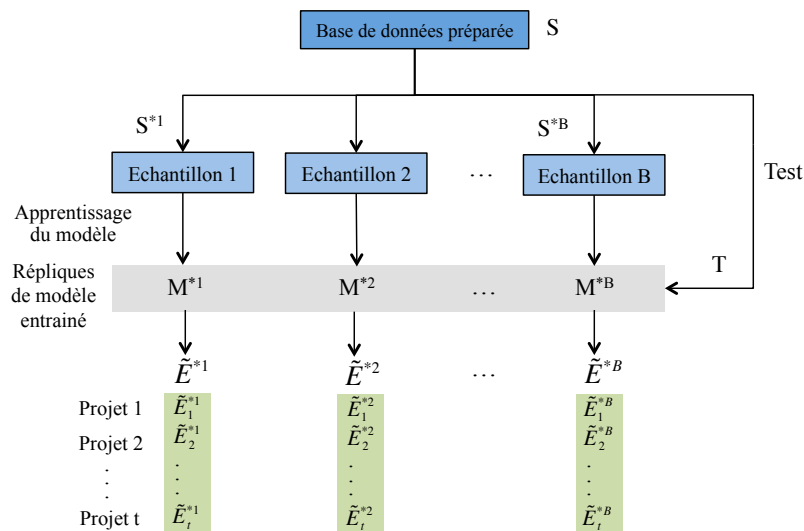 Base de données préparée S
S*1 S*B
Echantillon 1 Echantillon 2 ... Echantillon B
Test
Apprentissage
du modèle
T
Répliques
de modèle
entrainé
M*1 M*2 ... M*B
Ẽ*1 Ẽ*2 ... Ẽ*B
Projet 1 Ẽ₁*1 Ẽ₁*2 Ẽ₁*B
Projet 2 Ẽ₂*1 Ẽ₂*2 Ẽ₂*B
. . . .
. . . .
. . . .
Projet t Ẽₜ*1 Ẽₜ*2 Ẽₜ*B